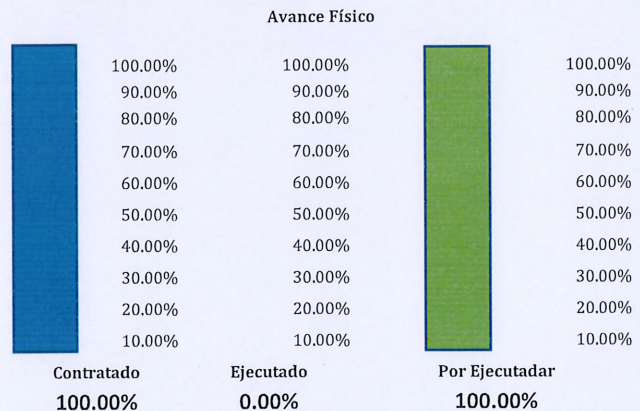 Avance Físico
100.00% 100.00% 100.00%
90.00% 90.00% 90.00%
80.00% 80.00% 80.00%
70.00% 70.00% 70.00%
60.00% 60.00% 60.00%
50.00% 50.00% 50.00%
40.00% 40.00% 40.00%
30.00% 30.00% 30.00%
20.00% 20.00% 20.00%
10.00% 10.00% 10.00%
Contratado Ejecutado Por Ejecutadar
100.00% 0.00% 100.00%